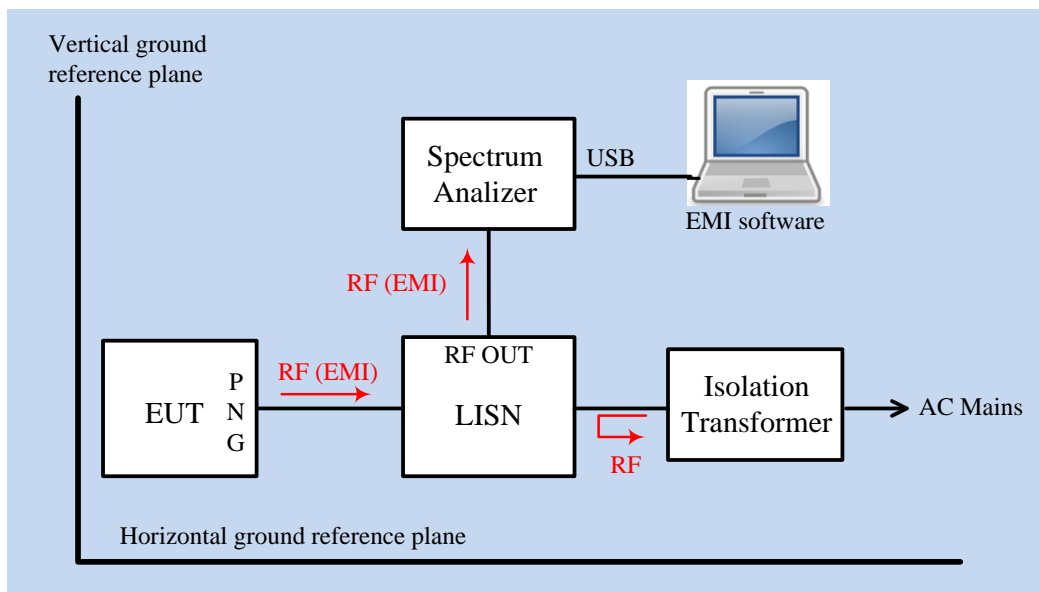 Vertical ground
reference plane
Spectrum
Analizer
USB
EMI software
RF (EMI)
RF OUT
RF (EMI)
P
N
G
EUT
LISN
Isolation
Transformer
AC Mains
RF
Horizontal ground reference plane